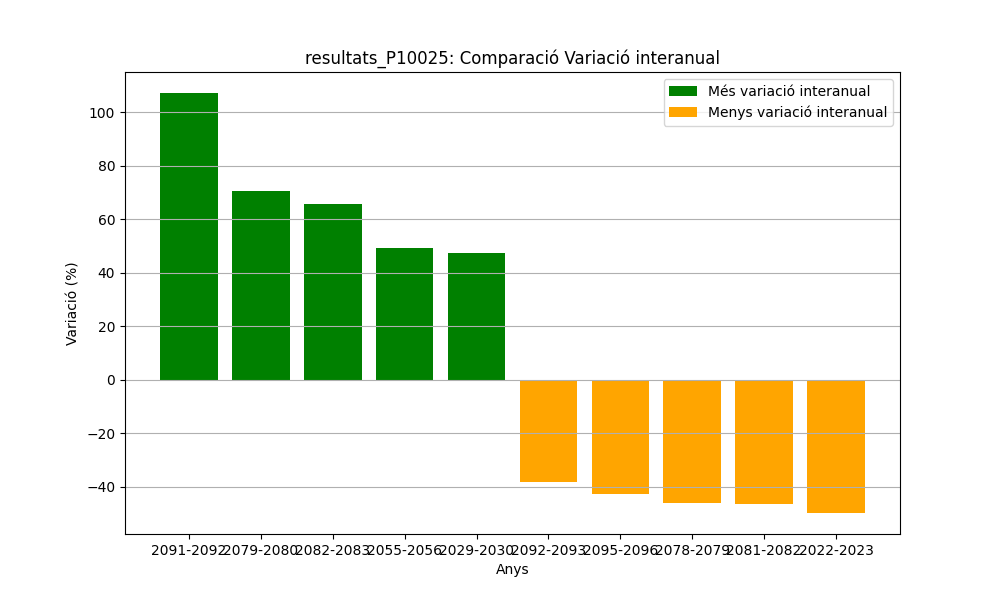 resultats_P10025: Comparació Variació interanual
Més variació interanual
Menys variació interanual
Variació (%)
100
80
60
40
20
0
−20
−40
2091-2092 2079-2080 2082-2083 2055-2056 2029-2030 2092-2093 2095-2096 2078-2079 2081-2082 2022-2023
Anys